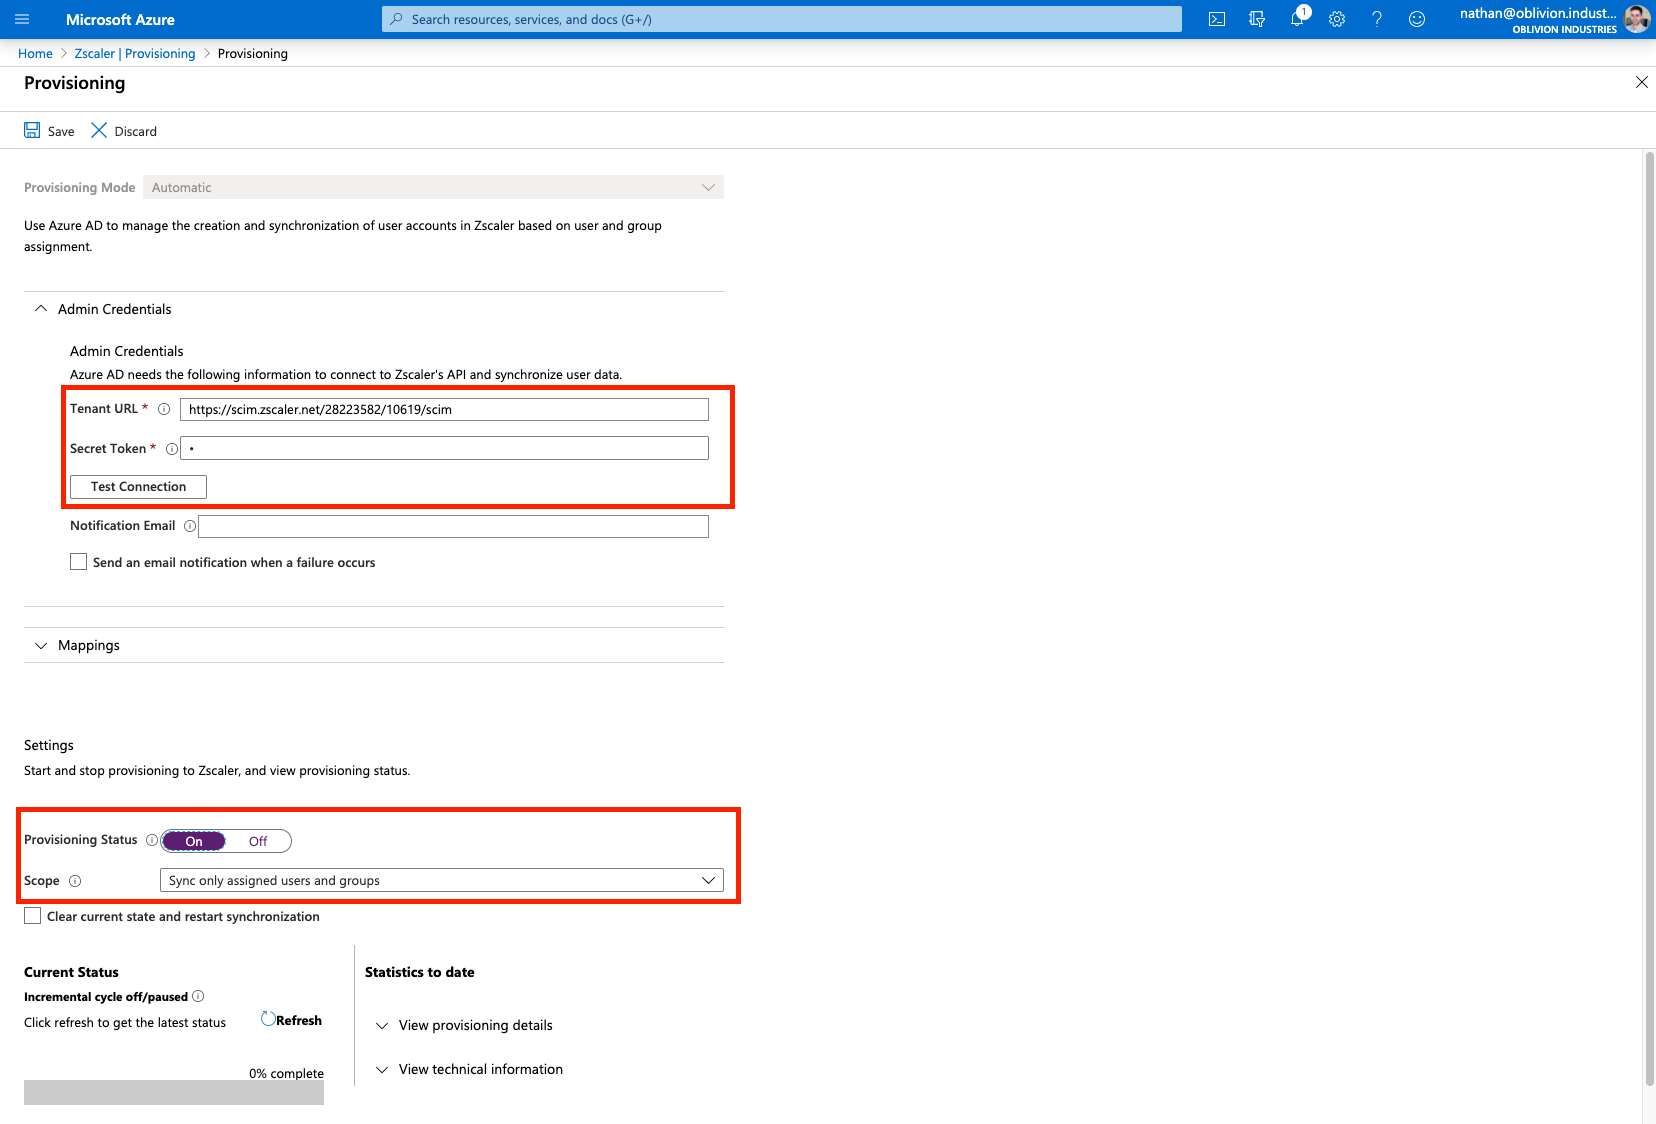 Microsoft Azure
Search resources, services, and docs (G+/)
1
nathan@oblivion.indust...
OBLIVION INDUSTRIES
Home > Zscaler | Provisioning > Provisioning
Provisioning
Save Discard
Provisioning Mode Automatic
Use Azure AD to manage the creation and synchronization of user accounts in Zscaler based on user and group
assignment.
Admin Credentials
Admin Credentials
Azure AD needs the following information to connect to Zscaler's API and synchronize user data.
Tenant URL * https://scim.zscaler.net/28223582/10619/scim
Secret Token * •
Test Connection
Notification Email
Send an email notification when a failure occurs
Mappings
Settings
Start and stop provisioning to Zscaler, and view provisioning status.
Provisioning Status On Off
Scope Sync only assigned users and groups
Clear current state and restart synchronization
Current Status
Incremental cycle off/paused
Click refresh to get the latest status Refresh
0% complete
Statistics to date
View provisioning details
View technical information